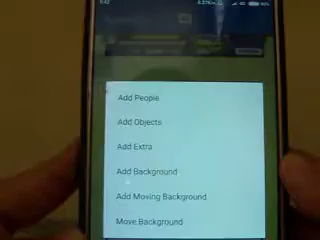 Add People
Add Objects
Add Extra
Add Background
Add Moving Background
Move Background